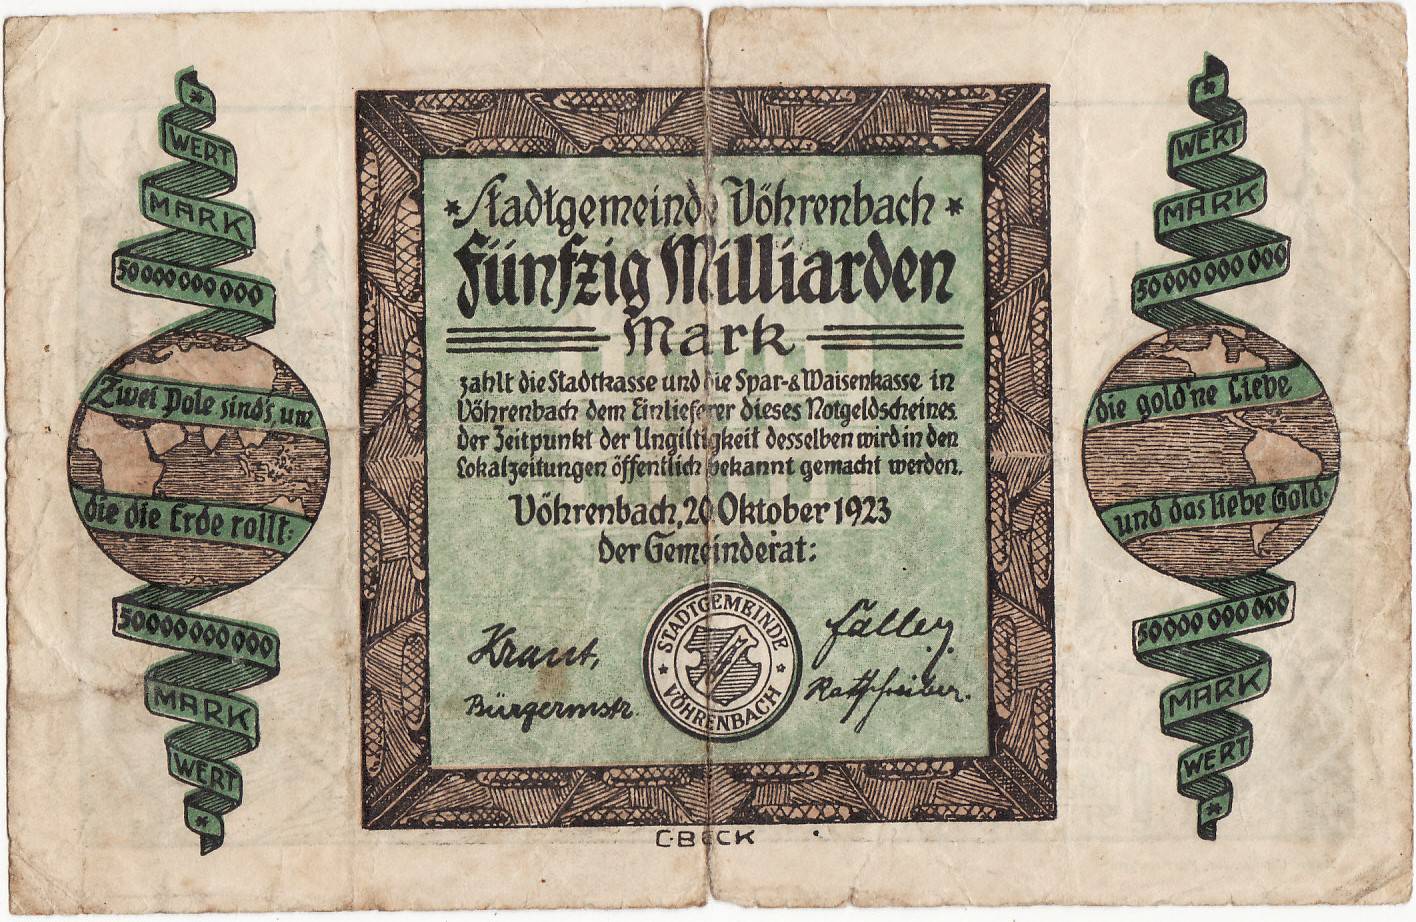 * WERT
MARK
50000000000
Zwei Pole sind's, um
die die Erde rollt:
50000000000
MARK
WERT *
* Stadtgemeinde Vöhrenbach *
Fünfzig Milliarden
Mark
zahlt die Stadtkasse und die Spar-& Waisenkasse in
Vöhrenbach dem Einlieferer dieses Notgeldscheines.
Der Zeitpunkt der Ungiltigkeit desselben wird in den
Lokalzeitungen öffentlich bekannt gemacht werden.
Vöhrenbach, 20 Oktober 1923
Der Gemeinderat:
Kraut,
Bürgermstr.
STADTGEMEINDE
* VÖHRENBACH *
Ratschreiber.
C·BECK
* WERT
MARK
50000000000
die gold'ne Liebe
und das liebe Gold.
50000000000
MARK
WERT *